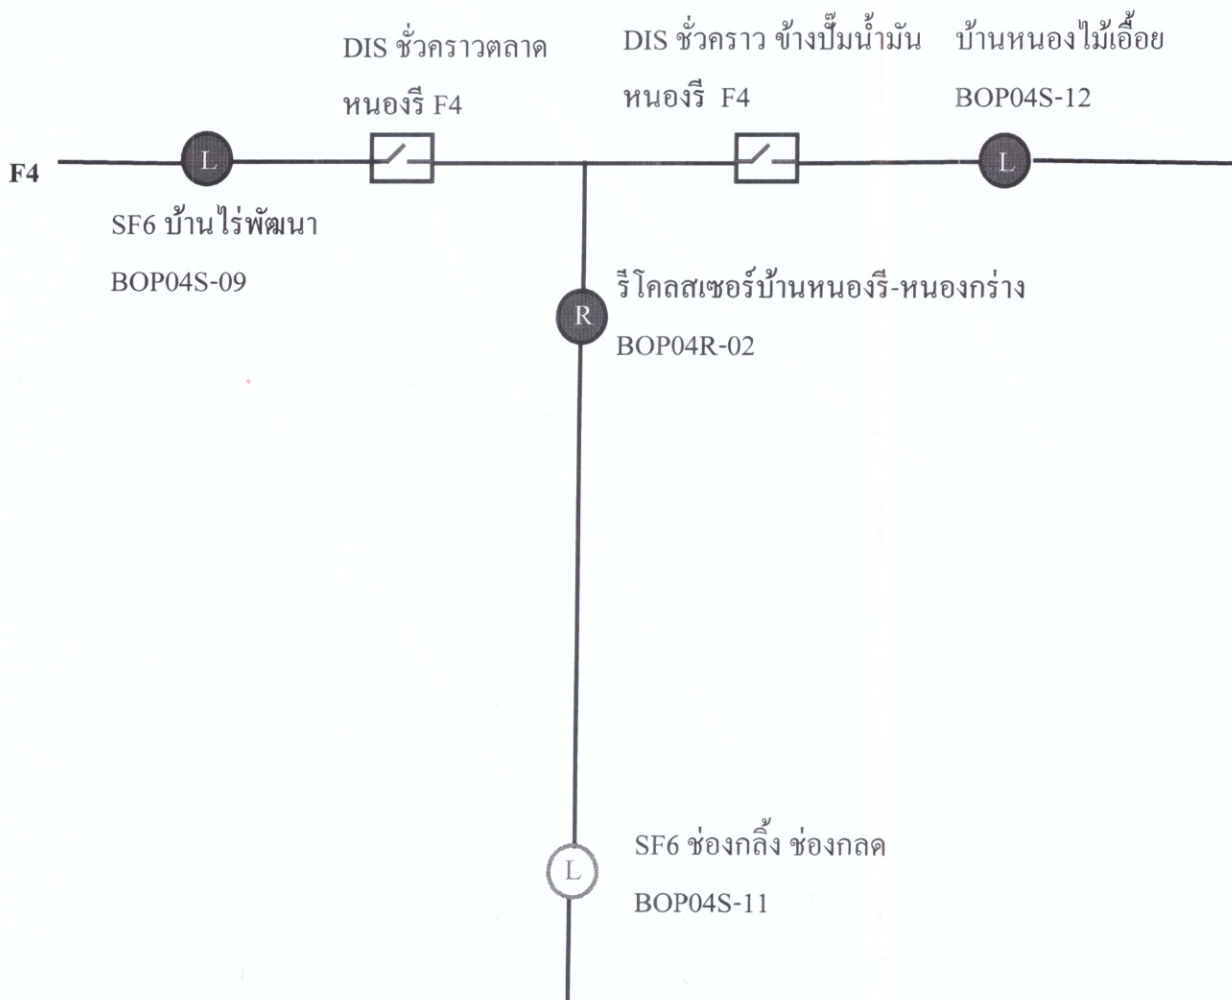 DIS ชั่วคราวตลาด
หนองรี F4
DIS ชั่วคราว ข้างปั๊มน้ำมัน
หนองรี F4
บ้านหนองไม้เอื้อย
BOP04S-12
F4
L
L
SF6 บ้านไร่พัฒนา
BOP04S-09
R
รีโคลสเซอร์บ้านหนองรี-หนองกร่าง
BOP04R-02
L
SF6 ช่องกลิ้ง ช่องกลด
BOP04S-11